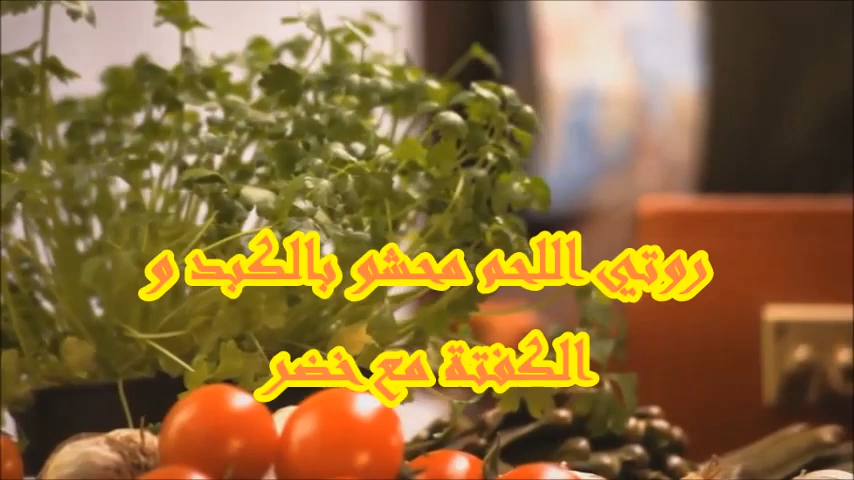 روتي اللحم محشو بالكبد و
الكفتة مع خضر